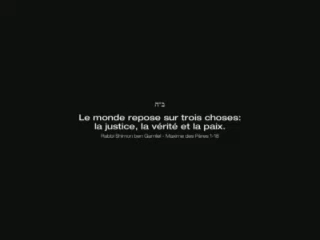 ב"ה
Le monde repose sur trois choses:
la justice, la vérité et la paix.
Rabbi Shimon ben Gamliel - Maxime des Pères 1-18